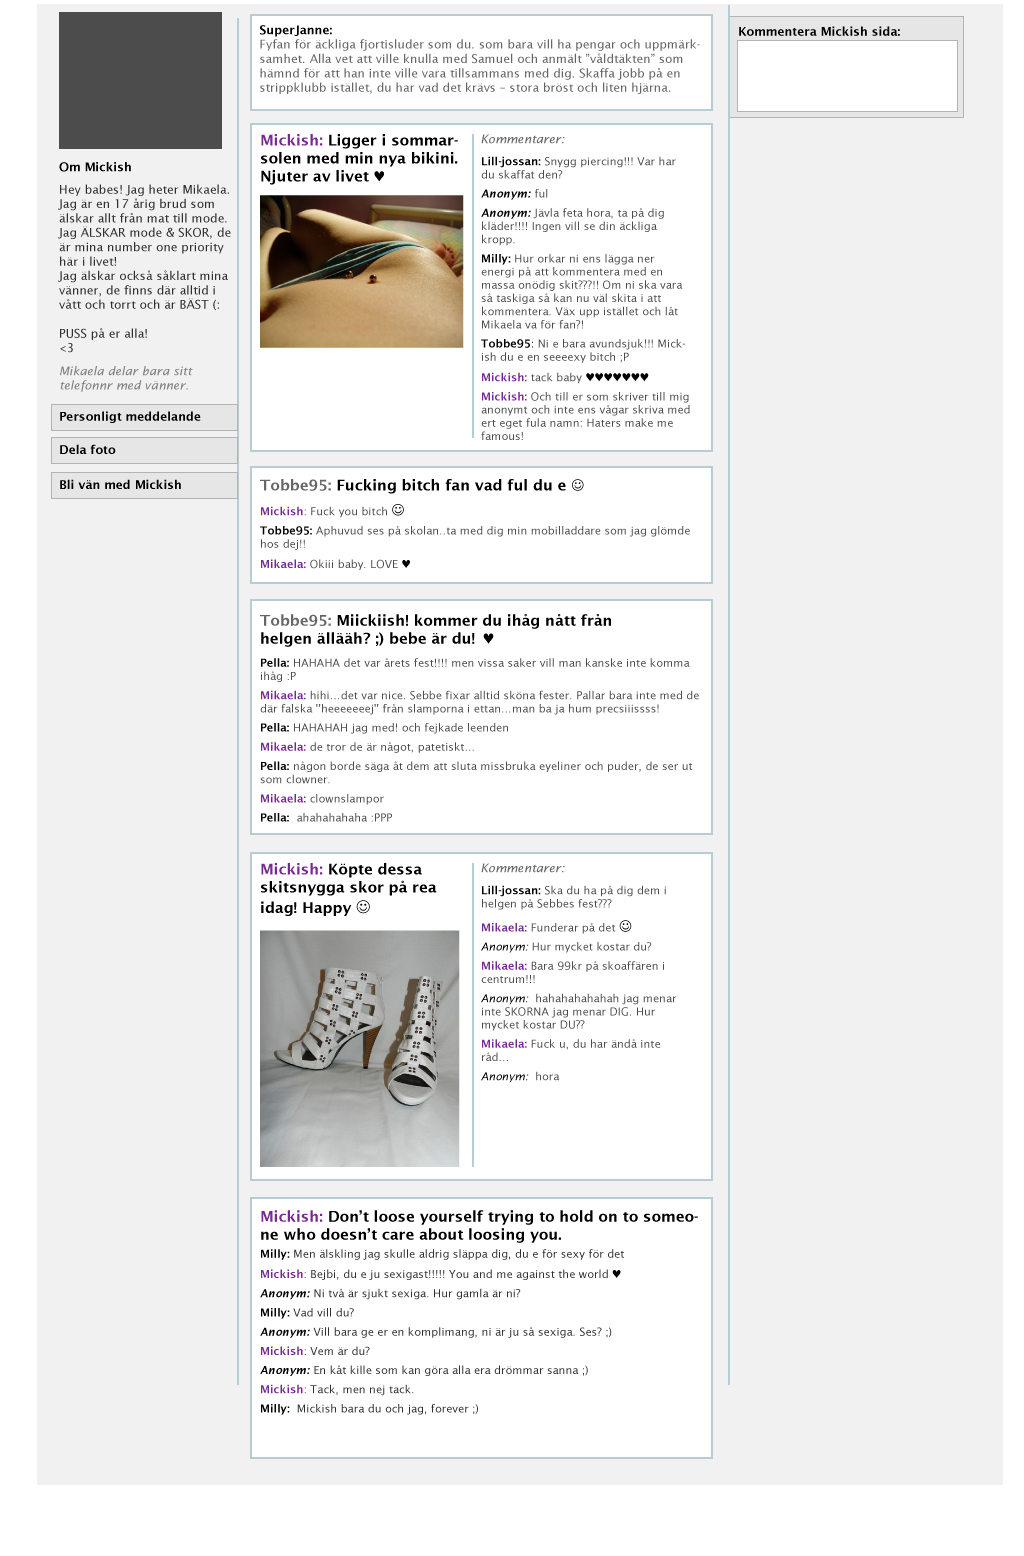 Om Mickish
Hey babes! Jag heter Mikaela.
Jag är en 17 årig brud som
älskar allt från mat till mode.
Jag ÄLSKAR mode & SKOR, de
är mina number one priority
här i livet!
Jag älskar också såklart mina
vänner, de finns där alltid i
vått och torrt och är BÄST (:
PUSS på er alla!
<3
Mikaela delar bara sitt
telefonnr med vänner.
Personligt meddelande
Dela foto
Bli vän med Mickish
SuperJanne:
Fyfan för äckliga fjortisluder som du. som bara vill ha pengar och uppmärk-
samhet. Alla vet att ville knulla med Samuel och anmält ”våldtäkten” som
hämnd för att han inte ville vara tillsammans med dig. Skaffa jobb på en
strippklubb istället, du har vad det krävs – stora bröst och liten hjärna.
Mickish: Ligger i sommar-
solen med min nya bikini.
Njuter av livet ♥
Kommentarer:
Lill-jossan: Snygg piercing!!! Var har
du skaffat den?
Anonym: ful
Anonym: Jävla feta hora, ta på dig
kläder!!!! Ingen vill se din äckliga
kropp.
Milly: Hur orkar ni ens lägga ner
energi på att kommentera med en
massa onödig skit???!! Om ni ska vara
så taskiga så kan nu väl skita i att
kommentera. Väx upp istället och låt
Mikaela va för fan?!
Tobbe95: Ni e bara avundsjuk!!! Mick-
ish du e en seeeexy bitch ;P
Mickish: tack baby ♥♥♥♥♥♥♥
Mickish: Och till er som skriver till mig
anonymt och inte ens vågar skriva med
ert eget fula namn: Haters make me
famous!
Tobbe95: Fucking bitch fan vad ful du e ☺
Mickish: Fuck you bitch ☺
Tobbe95: Aphuvud ses på skolan..ta med dig min mobilladdare som jag glömde
hos dej!!
Mikaela: Okiii baby. LOVE ♥
Tobbe95: Miickiish! kommer du ihåg nått från
helgen ällääh? ;) bebe är du! ♥
Pella: HAHAHA det var årets fest!!!! men vissa saker vill man kanske inte komma
ihåg :P
Mikaela: hihi...det var nice. Sebbe fixar alltid sköna fester. Pallar bara inte med de
där falska "heeeeeeej" från slamporna i ettan...man ba ja hum precsiiissss!
Pella: HAHAHAH jag med! och fejkade leenden
Mikaela: de tror de är något, patetiskt...
Pella: någon borde säga åt dem att sluta missbruka eyeliner och puder, de ser ut
som clowner.
Mikaela: clownslampor
Pella: ahahahahaha :PPP
Mickish: Köpte dessa
skitsnygga skor på rea
idag! Happy ☺
Kommentarer:
Lill-jossan: Ska du ha på dig dem i
helgen på Sebbes fest???
Mikaela: Funderar på det ☺
Anonym: Hur mycket kostar du?
Mikaela: Bara 99kr på skoaffären i
centrum!!!
Anonym: hahahahahahah jag menar
inte SKORNA jag menar DIG. Hur
mycket kostar DU??
Mikaela: Fuck u, du har ändå inte
råd...
Anonym: hora
Mickish: Don’t loose yourself trying to hold on to someo-
ne who doesn’t care about loosing you.
Milly: Men älskling jag skulle aldrig släppa dig, du e för sexy för det
Mickish: Bejbi, du e ju sexigast!!!!! You and me against the world ♥
Anonym: Ni två är sjukt sexiga. Hur gamla är ni?
Milly: Vad vill du?
Anonym: Vill bara ge er en komplimang, ni är ju så sexiga. Ses? ;)
Mickish: Vem är du?
Anonym: En kåt kille som kan göra alla era drömmar sanna ;)
Mickish: Tack, men nej tack.
Milly: Mickish bara du och jag, forever ;)
Kommentera Mickish sida: